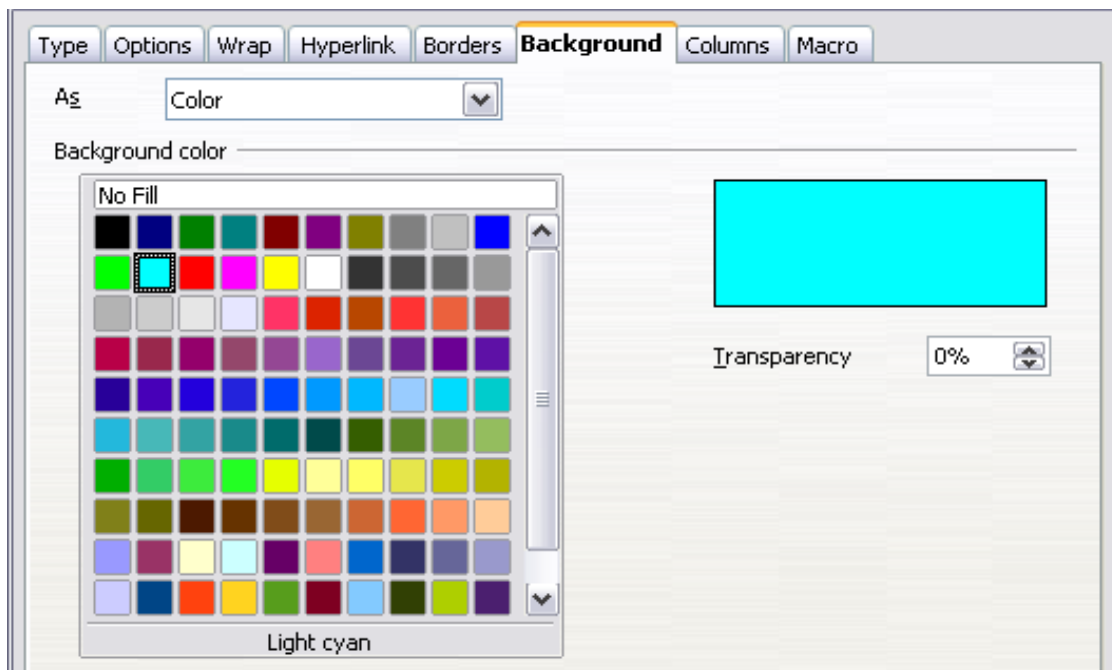 Type Options Wrap Hyperlink Borders Background Columns Macro
As Color
Background color
No Fill
Transparency 0%
Light cyan